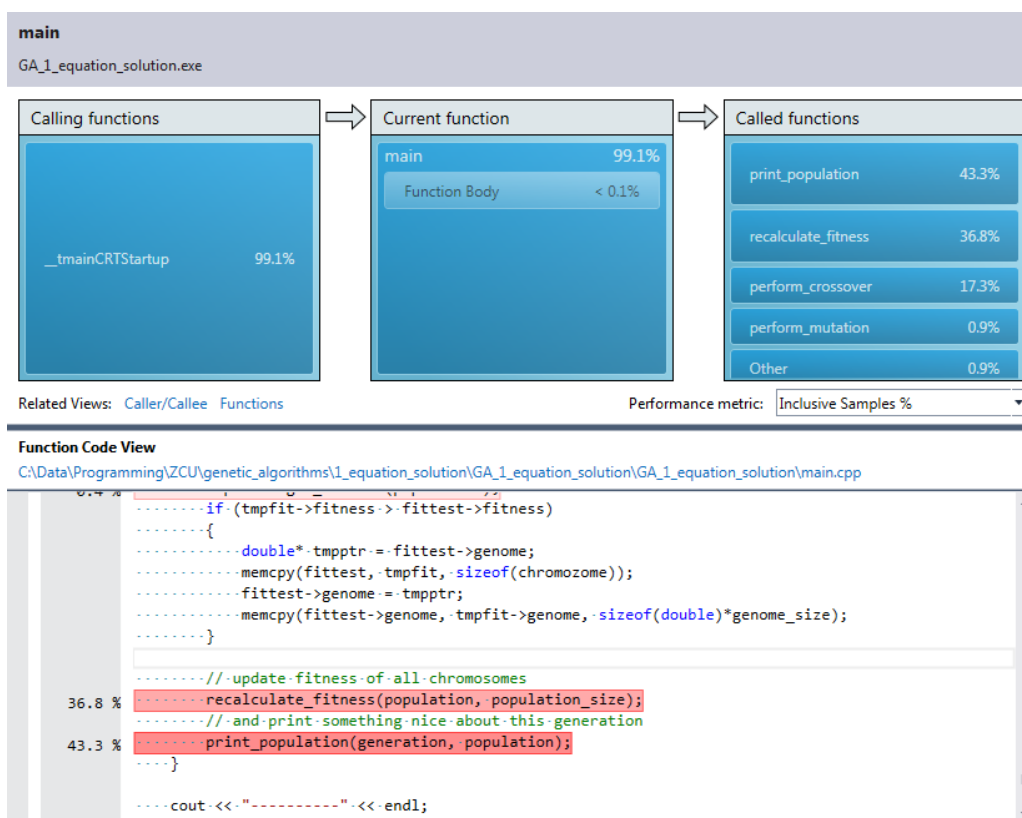 main
GA_1_equation_solution.exe
Calling functions
Current function
Called functions
__tmainCRTStartup 99.1%
main 99.1%
Function Body < 0.1%
print_population 43.3%
recalculate_fitness 36.8%
perform_crossover 17.3%
perform_mutation 0.9%
Other 0.9%
Related Views: Caller/Callee Functions
Performance metric: Inclusive Samples %
Function Code View
C:\Data\Programming\ZCU\genetic_algorithms\1_equation_solution\GA_1_equation_solution\GA_1_equation_solution\main.cpp
0.4 %
if (tmpfit->fitness > fittest->fitness)
{
double* tmpptr = fittest->genome;
memcpy(fittest, tmpfit, sizeof(chromozome));
fittest->genome = tmpptr;
memcpy(fittest->genome, tmpfit->genome, sizeof(double)*genome_size);
}
// update fitness of all chromosomes
36.8 % recalculate_fitness(population, population_size);
// and print something nice about this generation
43.3 % print_population(generation, population);
}
cout << "----------" << endl;